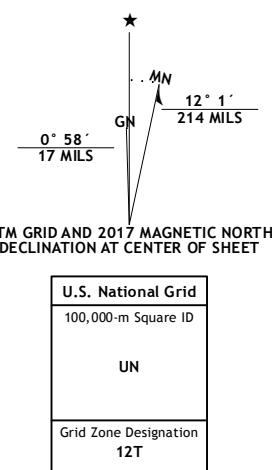 MN
12° 1´
214 MILS
GN
0° 58´
17 MILS
TM GRID AND 2017 MAGNETIC NORTH
DECLINATION AT CENTER OF SHEET
U.S. National Grid
100,000-m Square ID
UN
Grid Zone Designation
12T